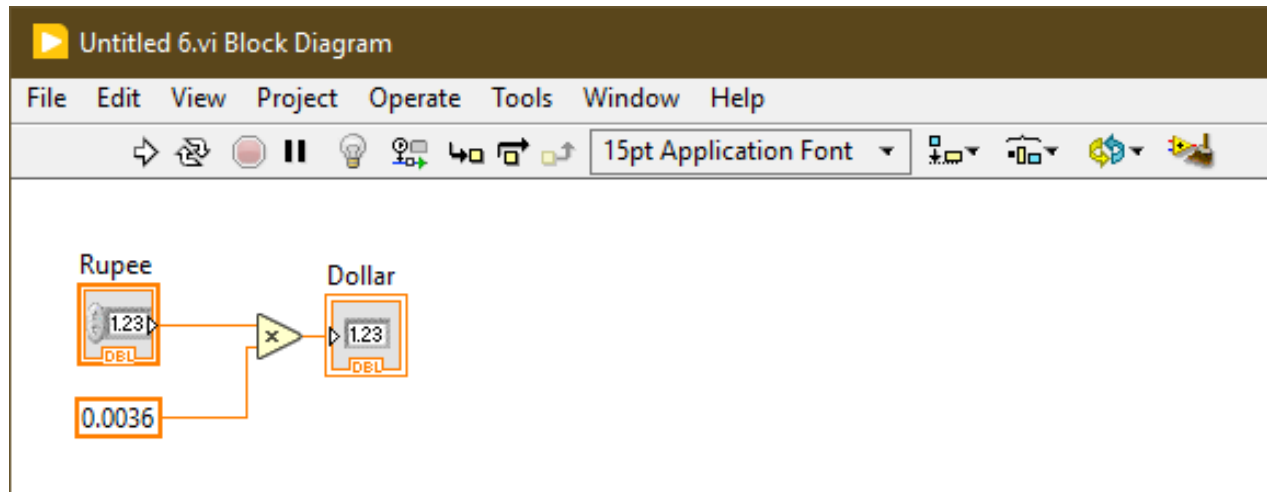 Untitled 6.vi Block Diagram
File Edit View Project Operate Tools Window Help
15pt Application Font
Rupee
Dollar
1.23
DBL
×
1.23
DBL
0.0036